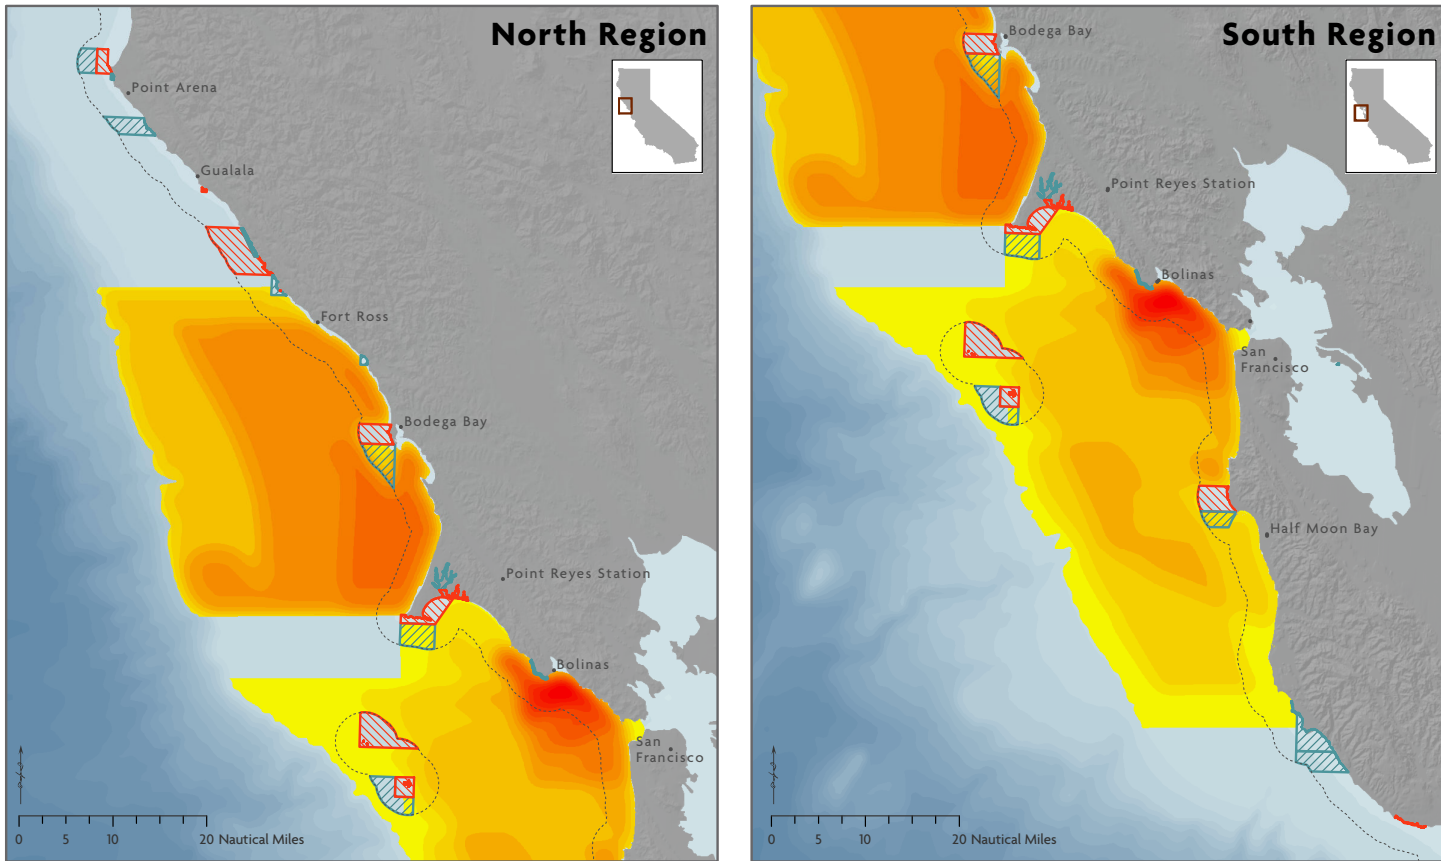 North Region
Point Arena
Gualala
Fort Ross
Bodega Bay
Point Reyes Station
Bolinas
San
Francisco
0 5 10 20 Nautical Miles
South Region
Bodega Bay
Point Reyes Station
Bolinas
San
Francisco
Half Moon Bay
0 5 10 20 Nautical Miles